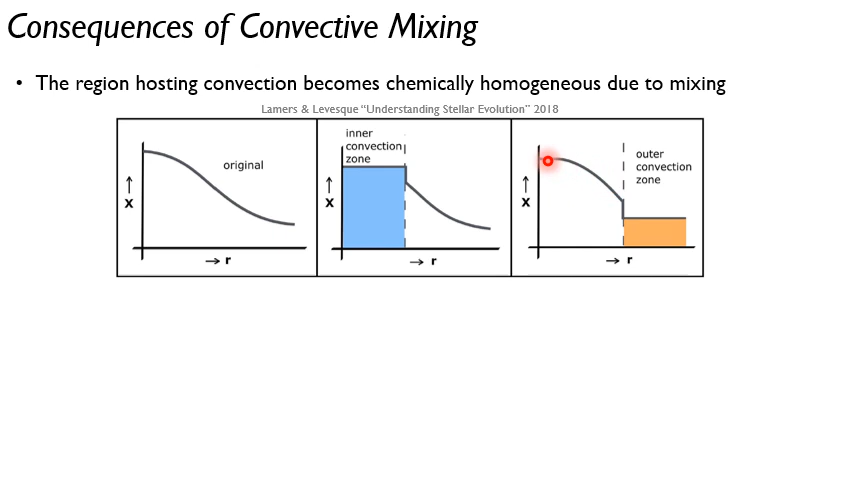 Consequences of Convective Mixing
• The region hosting convection becomes chemically homogeneous due to mixing
Lamers & Levesque “Understanding Stellar Evolution” 2018
original
→ x
→ r
inner
convection
zone
→ x
→ r
outer
convection
zone
→ x
→ r